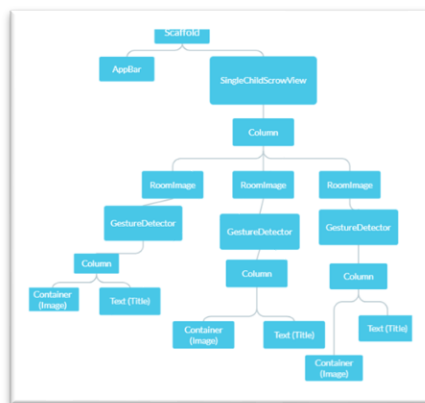 Scaffold
AppBar
SingleChildScrowView
Column
RoomImage
RoomImage
RoomImage
GestureDetector
GestureDetector
GestureDetector
Column
Column
Column
Container
(Image)
Text (Title)
Container
(Image)
Text (Title)
Container
(Image)
Text (Title)